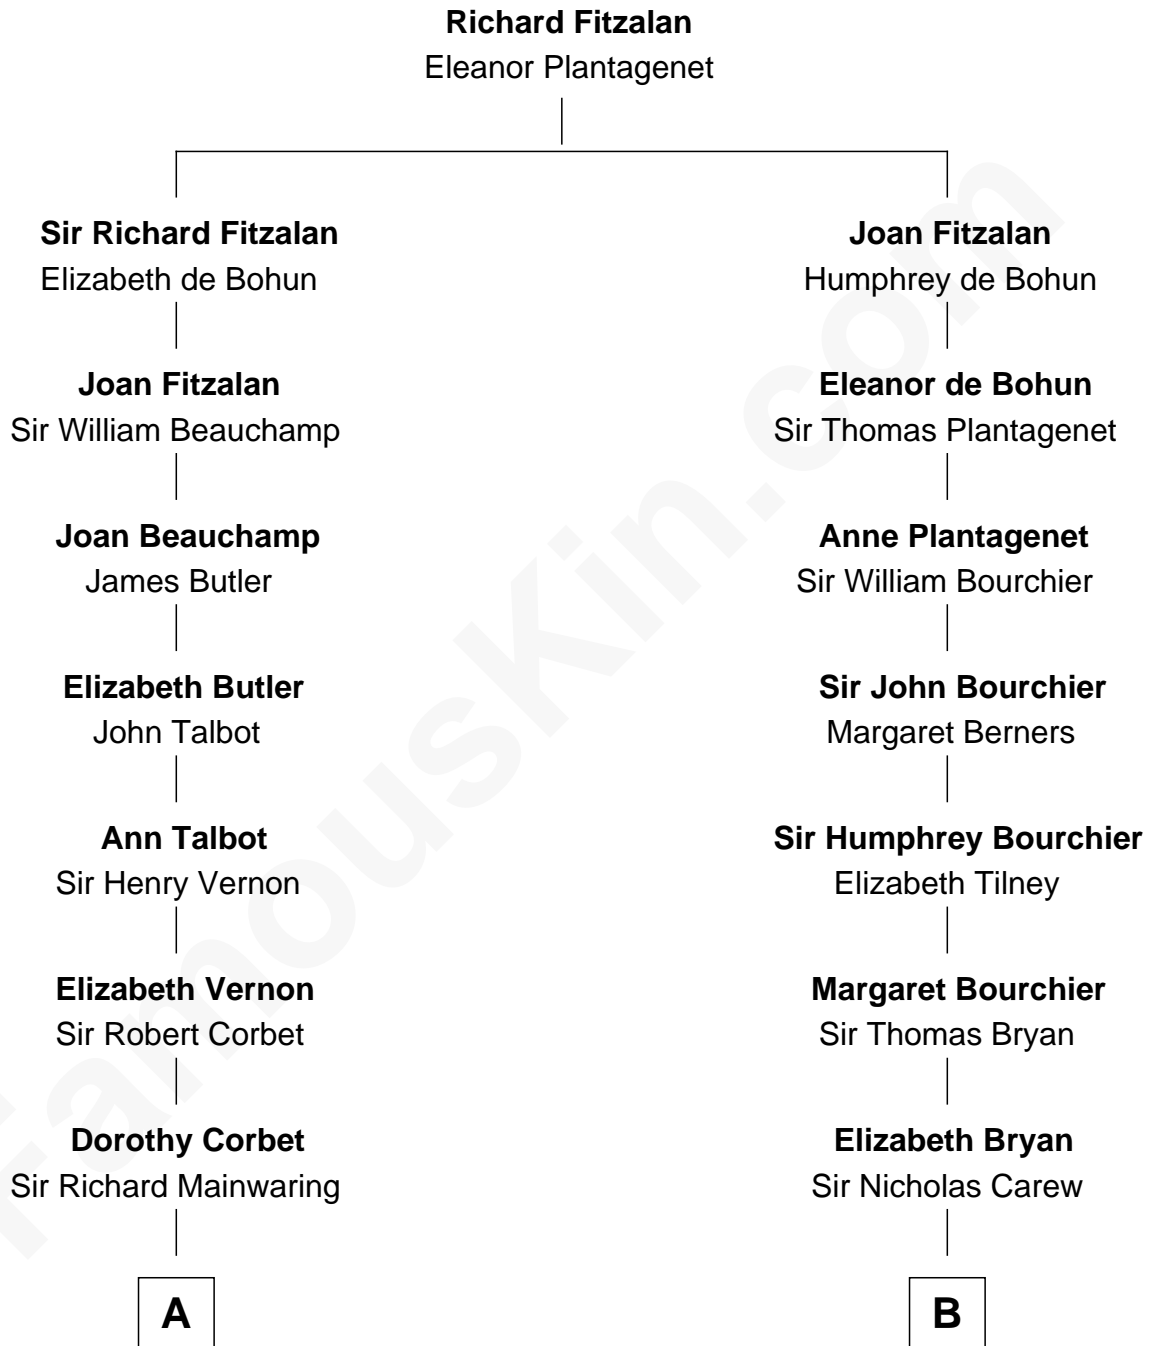 Richard Fitzalan
Eleanor Plantagenet
Sir Richard Fitzalan
Elizabeth de Bohun
Joan Fitzalan
Humphrey de Bohun
Joan Fitzalan
Sir William Beauchamp
Eleanor de Bohun
Sir Thomas Plantagenet
Joan Beauchamp
James Butler
Anne Plantagenet
Sir William Bourchier
Elizabeth Butler
John Talbot
Sir John Bourchier
Margaret Berners
Ann Talbot
Sir Henry Vernon
Sir Humphrey Bourchier
Elizabeth Tilney
Elizabeth Vernon
Sir Robert Corbet
Margaret Bourchier
Sir Thomas Bryan
Dorothy Corbet
Sir Richard Mainwaring
Elizabeth Bryan
Sir Nicholas Carew
A
B
FamousKin.com